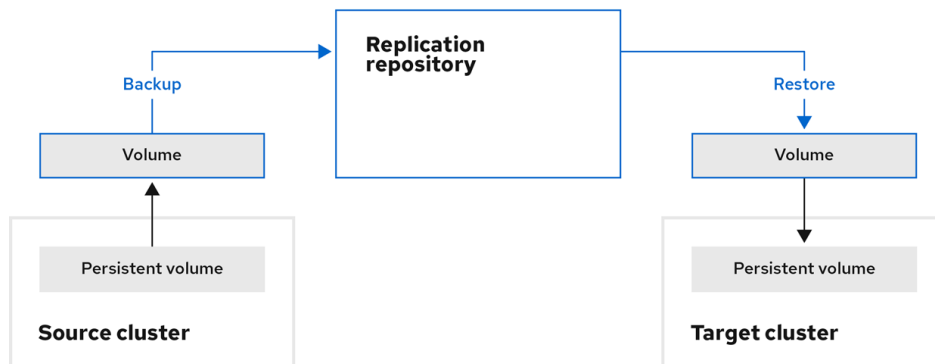 Replication
repository
Backup
Restore
Volume
Volume
Persistent volume
Persistent volume
Source cluster
Target cluster